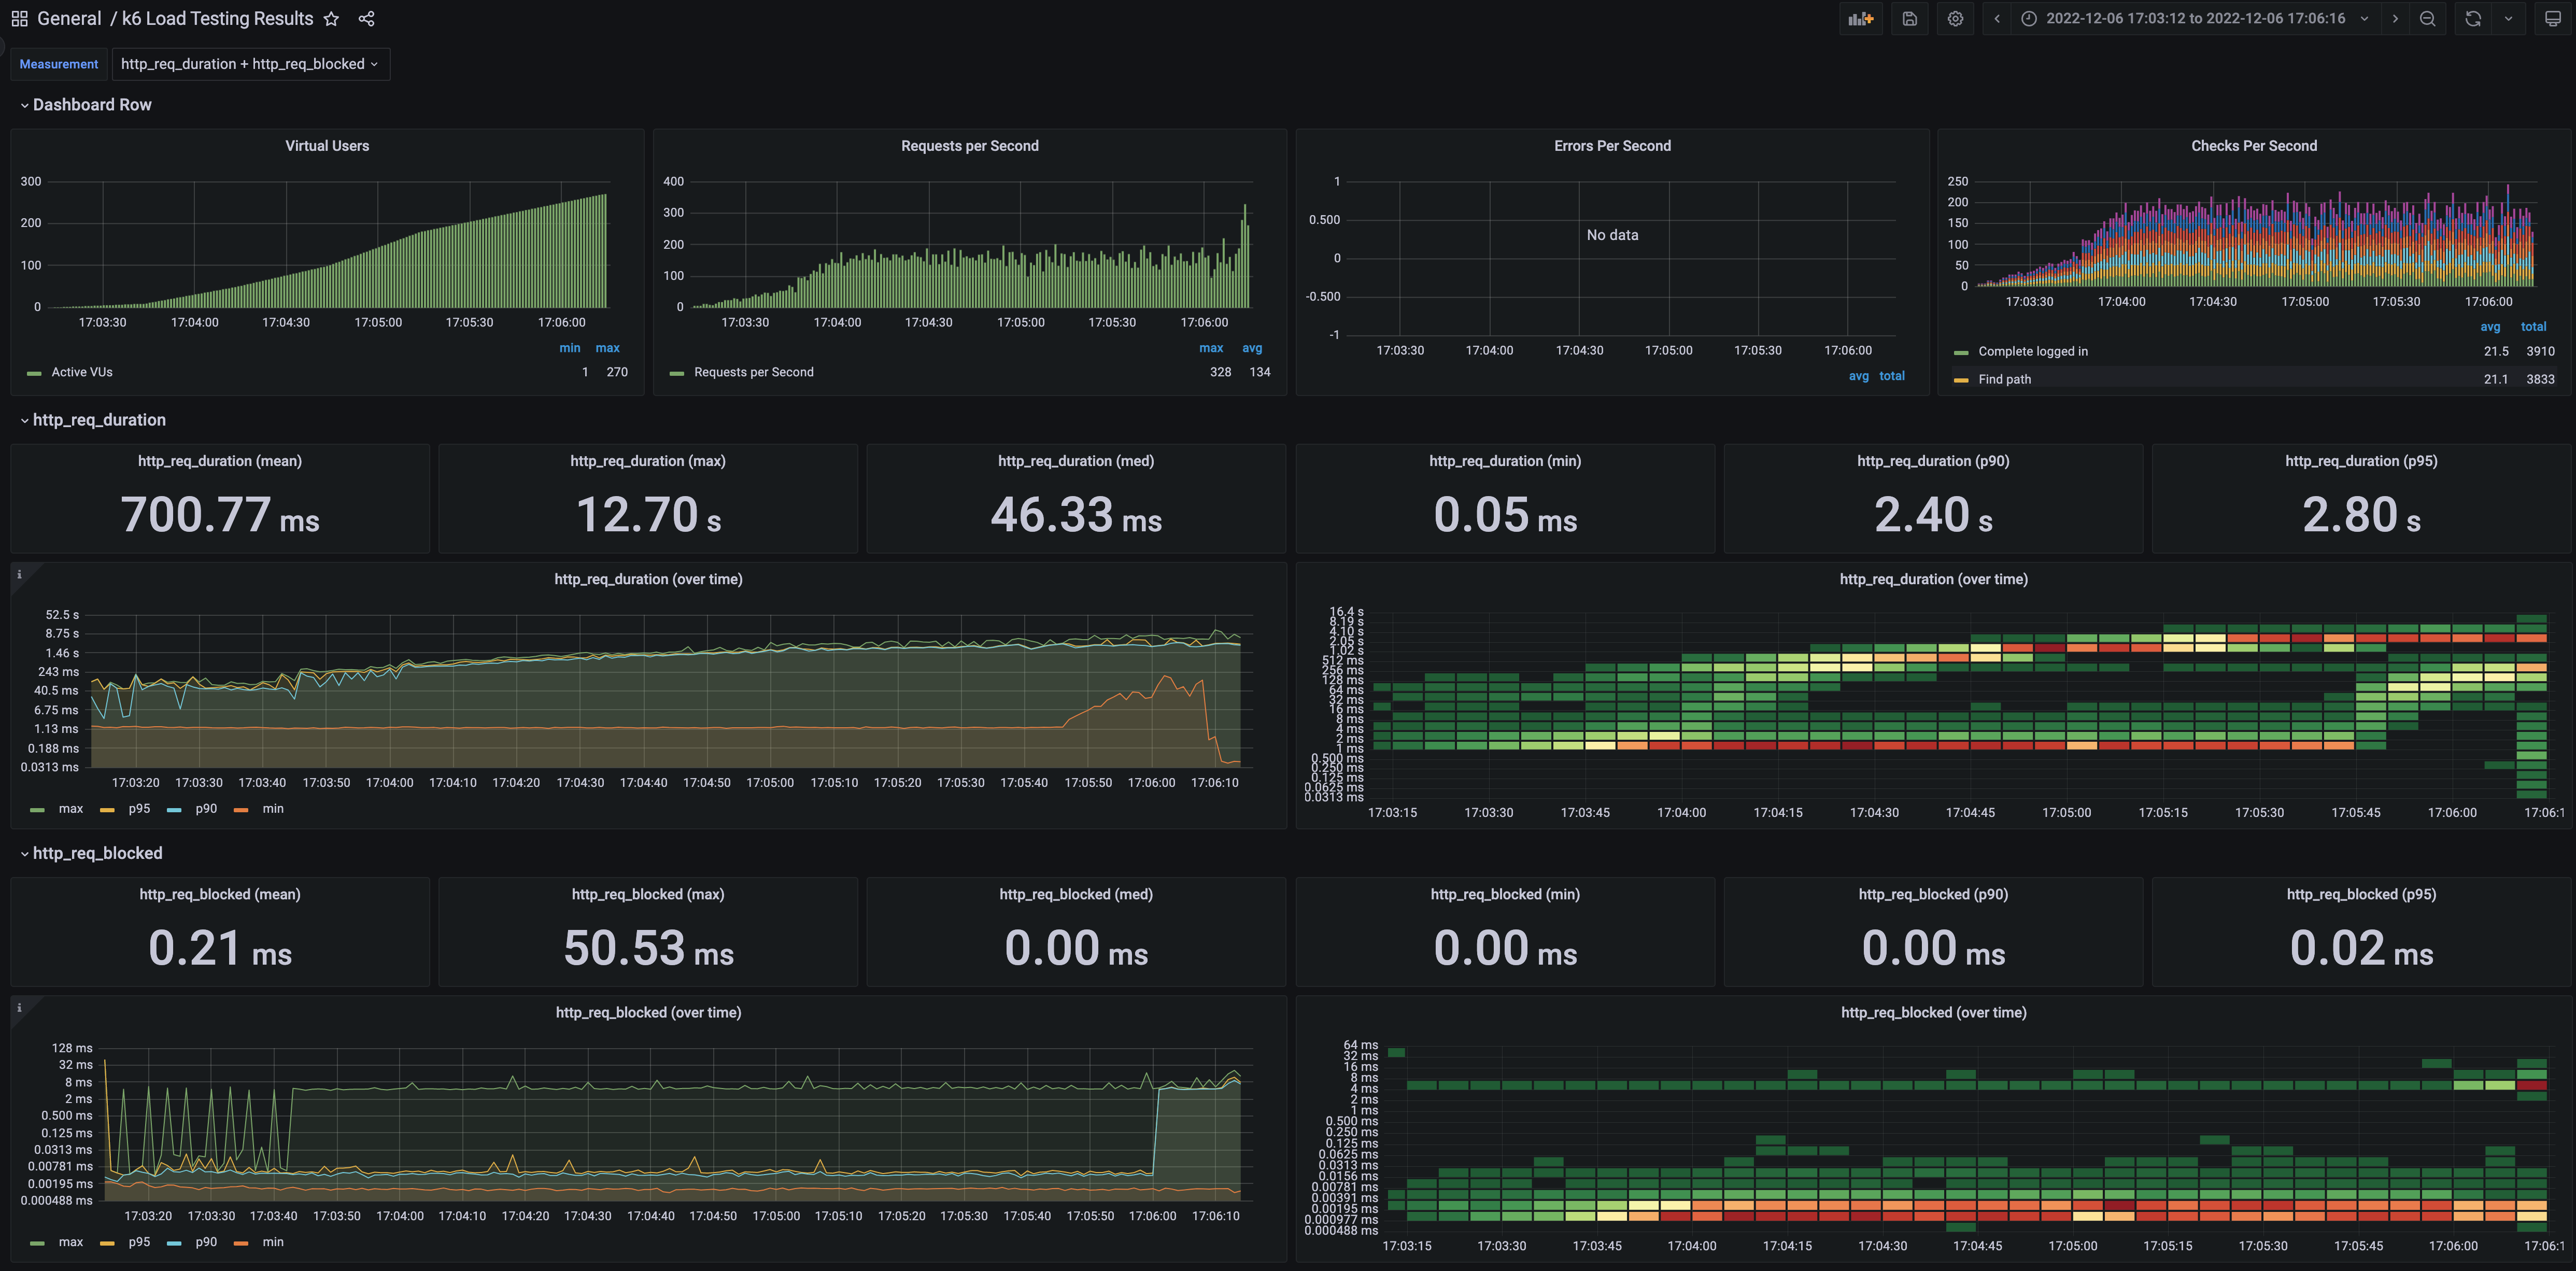 General / k6 Load Testing Results
2022-12-06 17:03:12 to 2022-12-06 17:06:16
Measurement http_req_duration + http_req_blocked
Dashboard Row
Virtual Users
300
200
100
0
17:03:30 17:04:00 17:04:30 17:05:00 17:05:30 17:06:00
min max
Active VUs 1 270
Requests per Second
400
300
200
100
0
17:03:30 17:04:00 17:04:30 17:05:00 17:05:30 17:06:00
max avg
Requests per Second 328 134
Errors Per Second
1
0.500
0
-0.500
-1
No data
17:03:30 17:04:00 17:04:30 17:05:00 17:05:30 17:06:00
avg total
Checks Per Second
250
200
150
100
50
0
17:03:30 17:04:00 17:04:30 17:05:00 17:05:30 17:06:00
avg total
Complete logged in 21.5 3910
Find path 21.1 3833
http_req_duration
http_req_duration (mean)
700.77 ms
http_req_duration (max)
12.70 s
http_req_duration (med)
46.33 ms
http_req_duration (min)
0.05 ms
http_req_duration (p90)
2.40 s
http_req_duration (p95)
2.80 s
http_req_duration (over time)
52.5 s
8.75 s
1.46 s
243 ms
40.5 ms
6.75 ms
1.13 ms
0.188 ms
0.0313 ms
17:03:20 17:03:30 17:03:40 17:03:50 17:04:00 17:04:10 17:04:20 17:04:30 17:04:40 17:04:50 17:05:00 17:05:10 17:05:20 17:05:30 17:05:40 17:05:50 17:06:00 17:06:10
max p95 p90 min
http_req_duration (over time)
16.4 s
8.19 s
4.10 s
2.05 s
1.02 s
512 ms
256 ms
128 ms
64 ms
32 ms
16 ms
8 ms
4 ms
2 ms
1 ms
0.500 ms
0.250 ms
0.125 ms
0.0625 ms
0.0313 ms
17:03:15 17:03:30 17:03:45 17:04:00 17:04:15 17:04:30 17:04:45 17:05:00 17:05:15 17:05:30 17:05:45 17:06:00 17:06:1
http_req_blocked
http_req_blocked (mean)
0.21 ms
http_req_blocked (max)
50.53 ms
http_req_blocked (med)
0.00 ms
http_req_blocked (min)
0.00 ms
http_req_blocked (p90)
0.00 ms
http_req_blocked (p95)
0.02 ms
http_req_blocked (over time)
128 ms
32 ms
8 ms
2 ms
0.500 ms
0.125 ms
0.0313 ms
0.00781 ms
0.00195 ms
0.000488 ms
17:03:20 17:03:30 17:03:40 17:03:50 17:04:00 17:04:10 17:04:20 17:04:30 17:04:40 17:04:50 17:05:00 17:05:10 17:05:20 17:05:30 17:05:40 17:05:50 17:06:00 17:06:10
max p95 p90 min
http_req_blocked (over time)
64 ms
32 ms
16 ms
8 ms
4 ms
2 ms
1 ms
0.500 ms
0.250 ms
0.125 ms
0.0625 ms
0.0313 ms
0.0156 ms
0.00781 ms
0.00391 ms
0.00195 ms
0.000977 ms
0.000488 ms
17:03:15 17:03:30 17:03:45 17:04:00 17:04:15 17:04:30 17:04:45 17:05:00 17:05:15 17:05:30 17:05:45 17:06:00 17:06:1